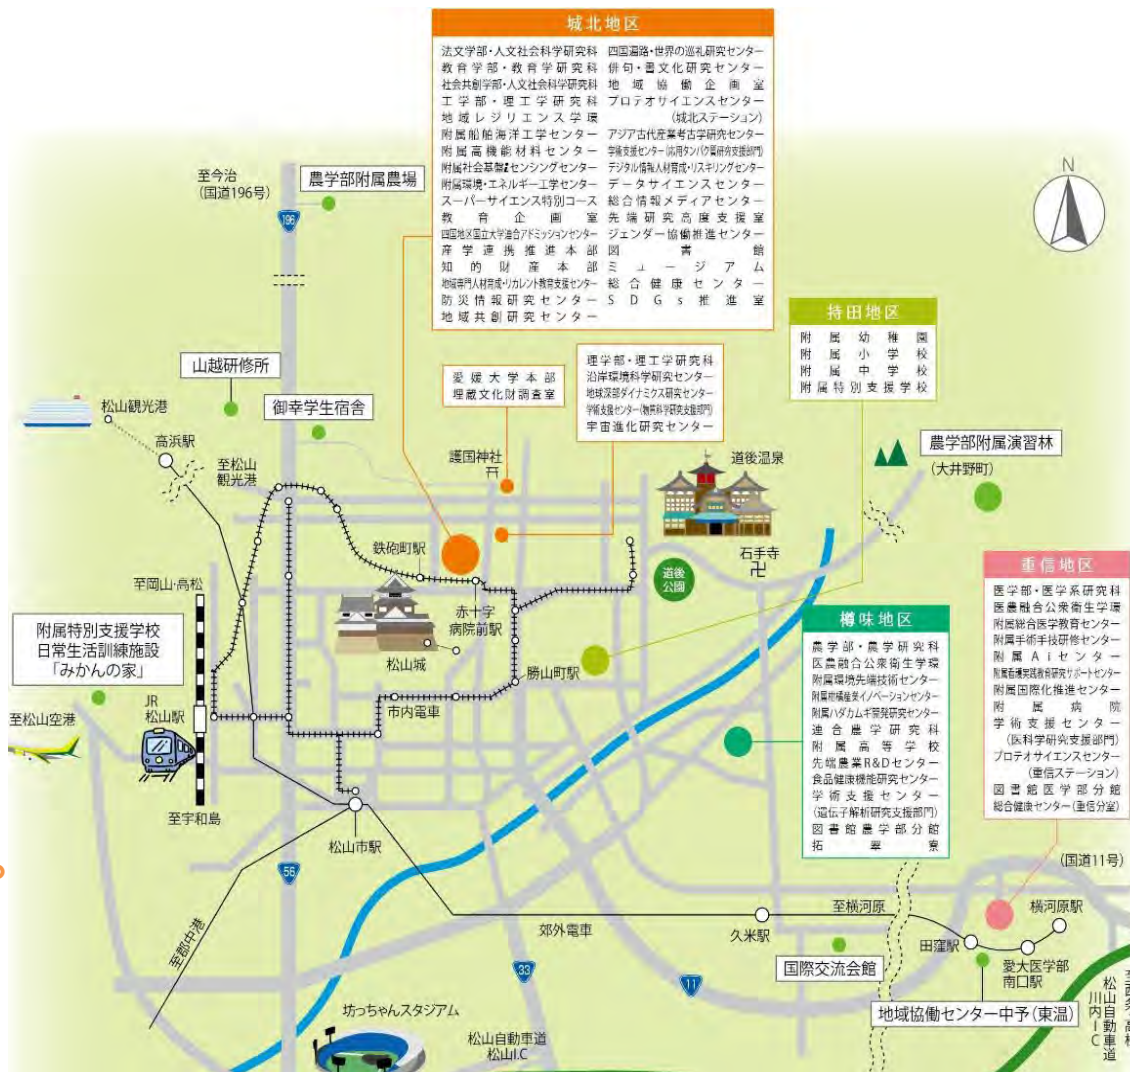 城北地区
法文学部・人文社会科学研究科
教育学部・教育学研究科
社会共創学部・人文社会科学研究科
工学部・理工学研究科
地域レジリエンス学環
附属船舶海洋工学センター
附属高機能材料センター
附属社会基盤iセンシングセンター
附属環境・エネルギー工学センター
スーパーサイエンス特別コース
教育企画室
四国地区国立大学連合アドミッションセンター
産学連携推進本部
知的財産本部
地域専門人材育成・リカレント教育支援センター
防災情報研究センター
地域共創研究センター
四国遍路・世界の巡礼研究センター
俳句・書文化研究センター
地域協働企画室
プロテオサイエンスセンター
(城北ステーション)
アジア古代産業考古学研究センター
学術支援センター(応用タンパク質研究支援部門)
デジタル情報人材育成・リスキリングセンター
データサイエンスセンター
総合情報メディアセンター
先端研究高度支援室
ジェンダー協働推進センター
図書館
ミュージアム
総合健康センター
SDGs推進室
至今治
(国道196号)
農学部附属農場
196
N
持田地区
附属幼稚園
附属小学校
附属中学校
附属特別支援学校
山越研修所
愛媛大学本部
埋蔵文化財調査室
理学部・理工学研究科
沿岸環境科学研究センター
地球深部ダイナミクス研究センター
学術支援センター(物質科学研究支援部門)
宇宙進化研究センター
松山観光港
御幸学生宿舎
高浜駅
至松山
観光港
護国神社
道後温泉
農学部附属演習林
(大井野町)
鉄砲町駅
石手寺
道後
公園
至岡山・高松
赤十字
病院前駅
重信地区
医学部・医学系研究科
医農融合公衆衛生学環
附属総合医学教育センター
附属手術手技研修センター
附属Aiセンター
附属看護実践教育研究サポートセンター
附属国際化推進センター
附属病院
学術支援センター
(医科学研究支援部門)
プロテオサイエンスセンター
(重信ステーション)
図書館医学部分館
総合健康センター(重信分室)
樽味地区
農学部・農学研究科
医農融合公衆衛生学環
附属環境先端技術センター
附属柑橘産業イノベーションセンター
附属ハダカムギ開発研究センター
連合農学研究科
附属高等学校
先端農業R&Dセンター
食品健康機能研究センター
学術支援センター
(遺伝子解析研究支援部門)
図書館農学部分館
拓翠寮
附属特別支援学校
日常生活訓練施設
「みかんの家」
松山城
勝山町駅
市内電車
至松山空港
JR
松山駅
至宇和島
松山市駅
56
(国道11号)
至郡中港
郊外電車
久米駅
至横河原
田窪駅
横河原駅
愛大医学部
南口駅
国際交流会館
33
11
地域協働センター中予(東温)
坊っちゃんスタジアム
松山自動車道
松山I.C
松山自動車道
川内IC